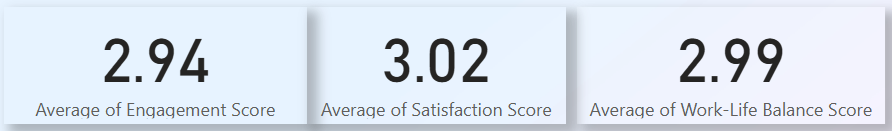 2.94
Average of Engagement Score
3.02
Average of Satisfaction Score
2.99
Average of Work-Life Balance Score